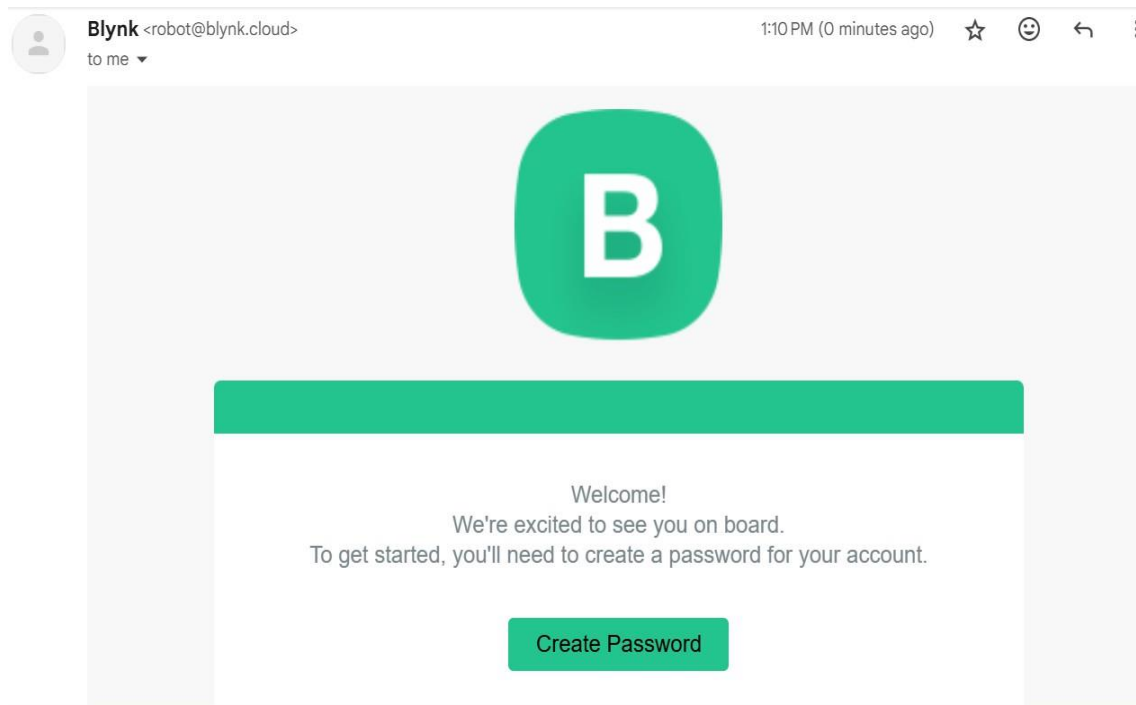 Blynk <robot@blynk.cloud> 1:10 PM (0 minutes ago)
to me
B
Welcome!
We're excited to see you on board.
To get started, you'll need to create a password for your account.
Create Password